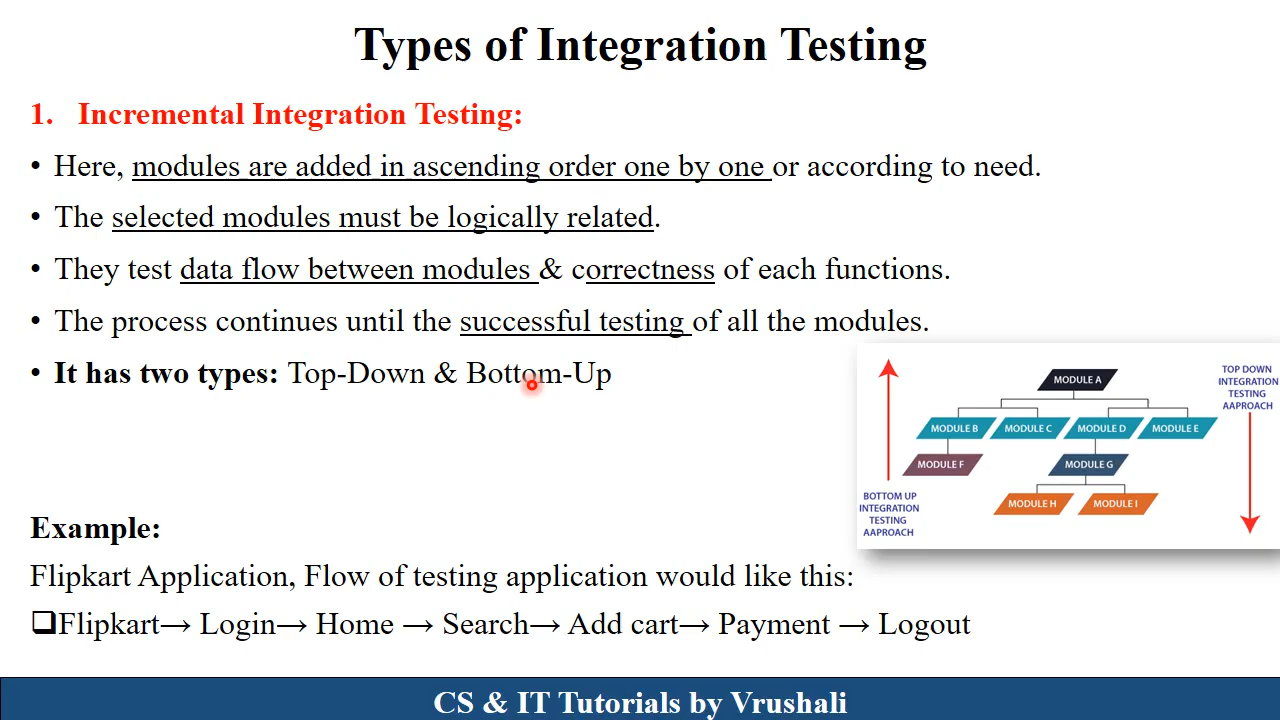 Types of Integration Testing
1. Incremental Integration Testing:
• Here, modules are added in ascending order one by one or according to need.
• The selected modules must be logically related.
• They test data flow between modules & correctness of each functions.
• The process continues until the successful testing of all the modules.
• It has two types: Top-Down & Bottom-Up
MODULE A
MODULE B MODULE C MODULE D MODULE E
MODULE F MODULE G
MODULE H MODULE I
TOP DOWN
INTEGRATION
TESTING
AAPROACH
BOTTOM UP
INTEGRATION
TESTING
AAPROACH
Example:
Flipkart Application, Flow of testing application would like this:
❑Flipkart→ Login→ Home → Search→ Add cart→ Payment → Logout
CS & IT Tutorials by Vrushali